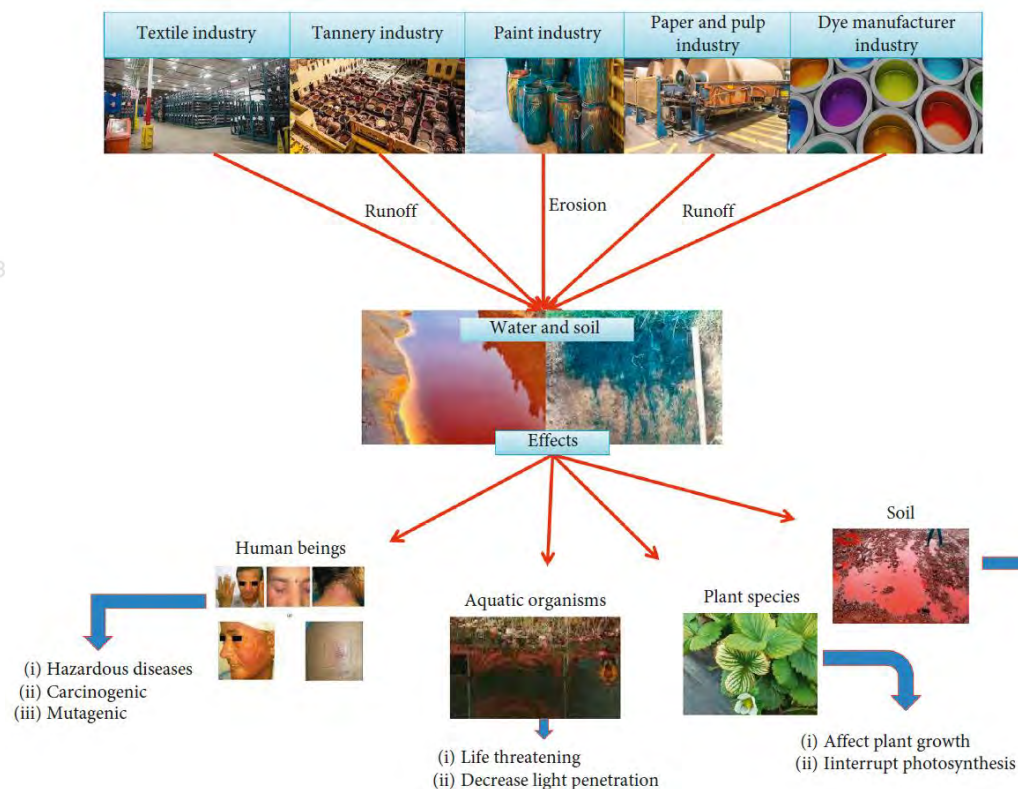 Textile industry
Tannery industry
Paint industry
Paper and pulp
industry
Dye manufacturer
industry
Runoff
Erosion
Runoff
Water and soil
Effects
Human beings
Aquatic organisms
Plant species
Soil
(i) Hazardous diseases
(ii) Carcinogenic
(iii) Mutagenic
(i) Life threatening
(ii) Decrease light penetration
(i) Affect plant growth
(ii) Iinterrupt photosynthesis